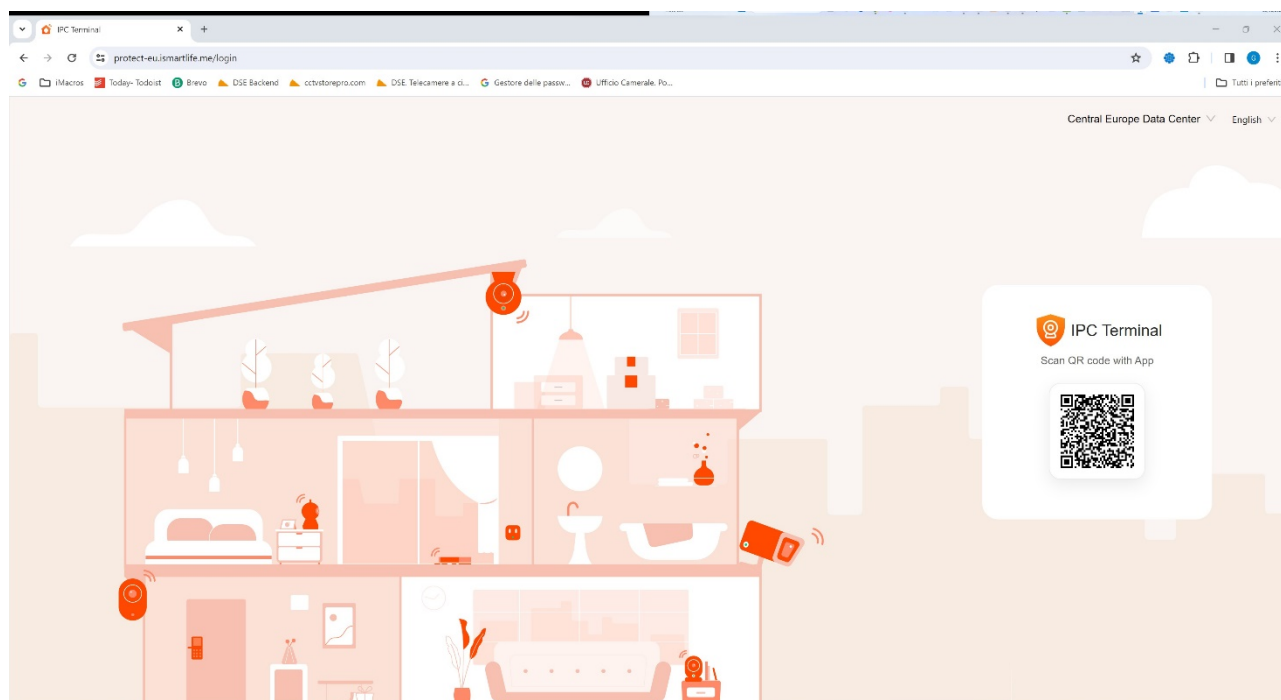 IPC Terminal
protect-eu.ismartlife.me/login
iMacros
Today- Todoist
Brevo
DSE Backend
cctvstorepro.com
DSE. Telecamere a ci...
Gestore delle passw...
Ufficio Camerale. Po...
Tutti i preferiti
Central Europe Data Center
English
IPC Terminal
Scan QR code with App